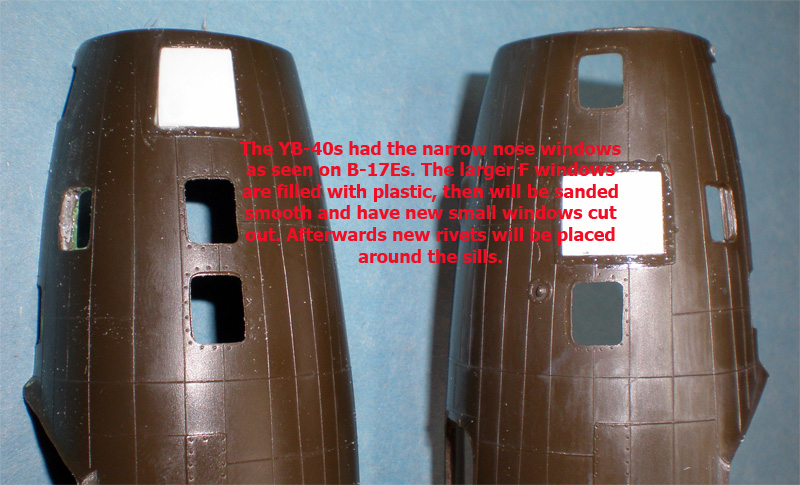 The YB-40s had the narrow nose windows
as seen on B-17Es. The larger F windows
are filled with plastic, then will be sanded
smooth and have new small windows cut
out. Afterwards new rivets will be placed
around the sills.